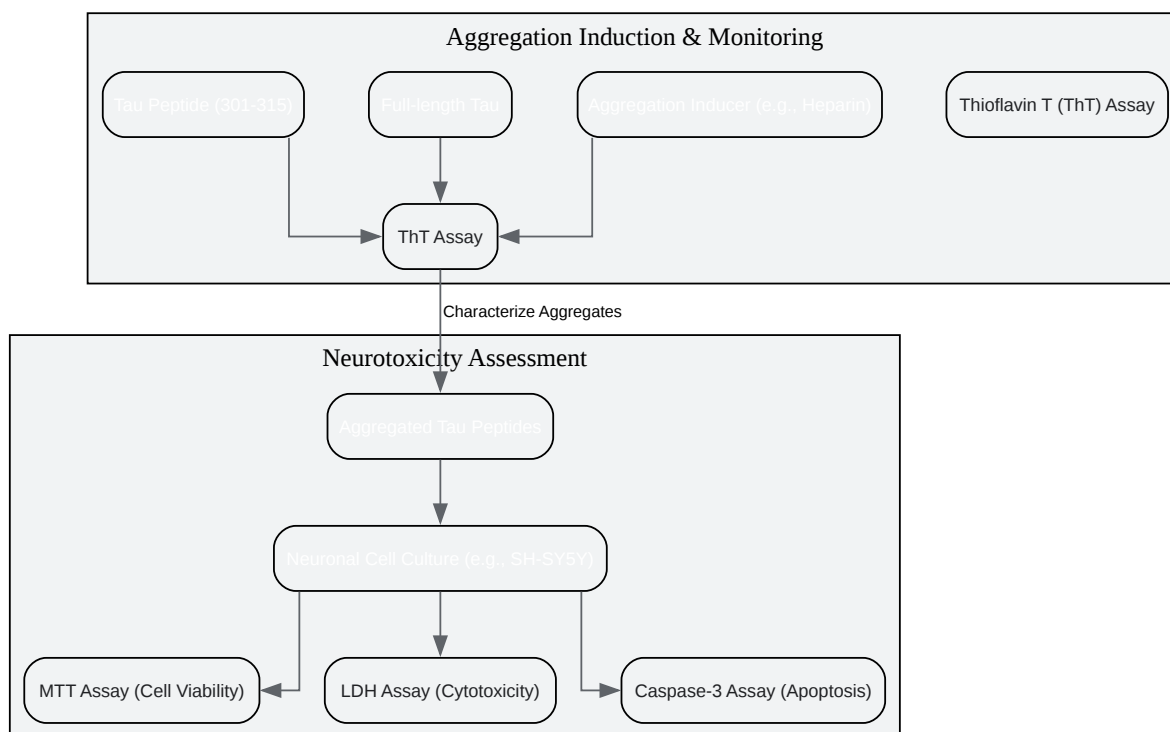 Aggregation Induction & Monitoring
Tau Peptide (301-315)
Full-length Tau
Aggregation Inducer (e.g., Heparin)
Thioflavin T (ThT) Assay
ThT Assay
Characterize Aggregates
Neurotoxicity Assessment
Aggregated Tau Peptides
Neuronal Cell Culture (e.g., SH-SY5Y)
MTT Assay (Cell Viability)
LDH Assay (Cytotoxicity)
Caspase-3 Assay (Apoptosis)